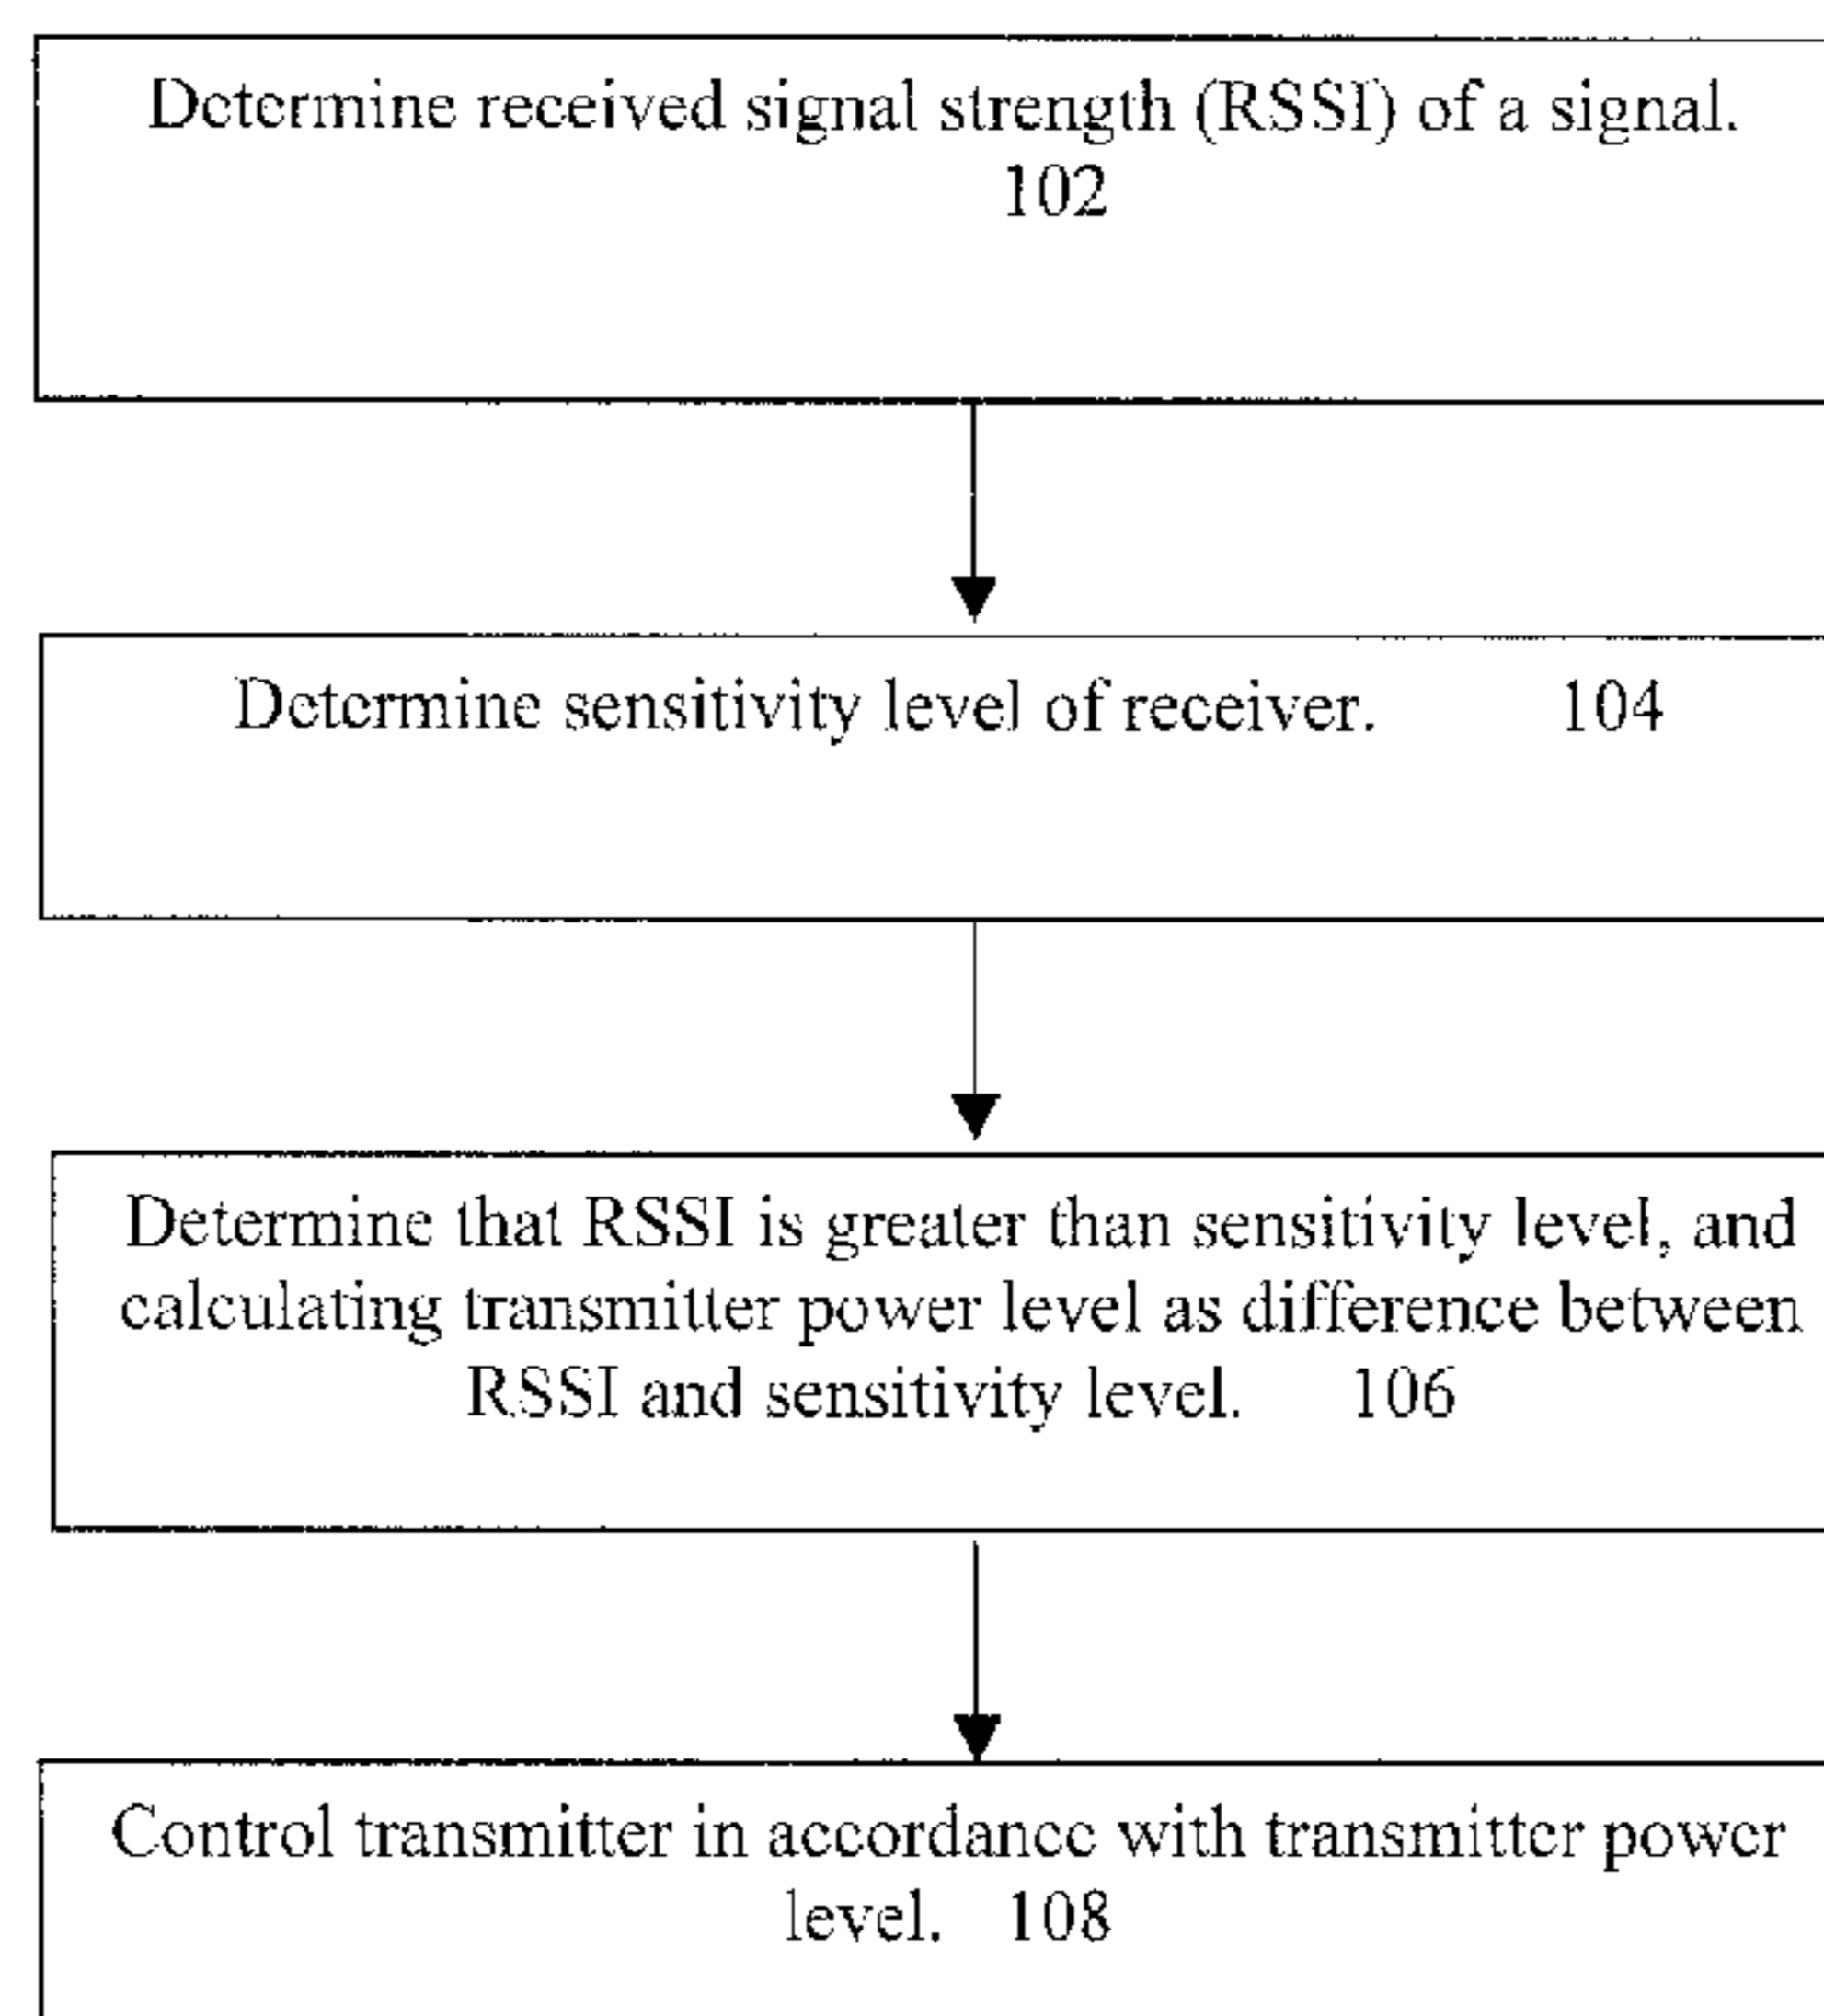 Determine received signal strength (RSSI) of a signal.
102
Determine sensitivity level of receiver. 104
Determine that RSSI is greater than sensitivity level, and
calculating transmitter power level as difference between
RSSI and sensitivity level. 106
Control transmitter in accordance with transmitter power
level. 108